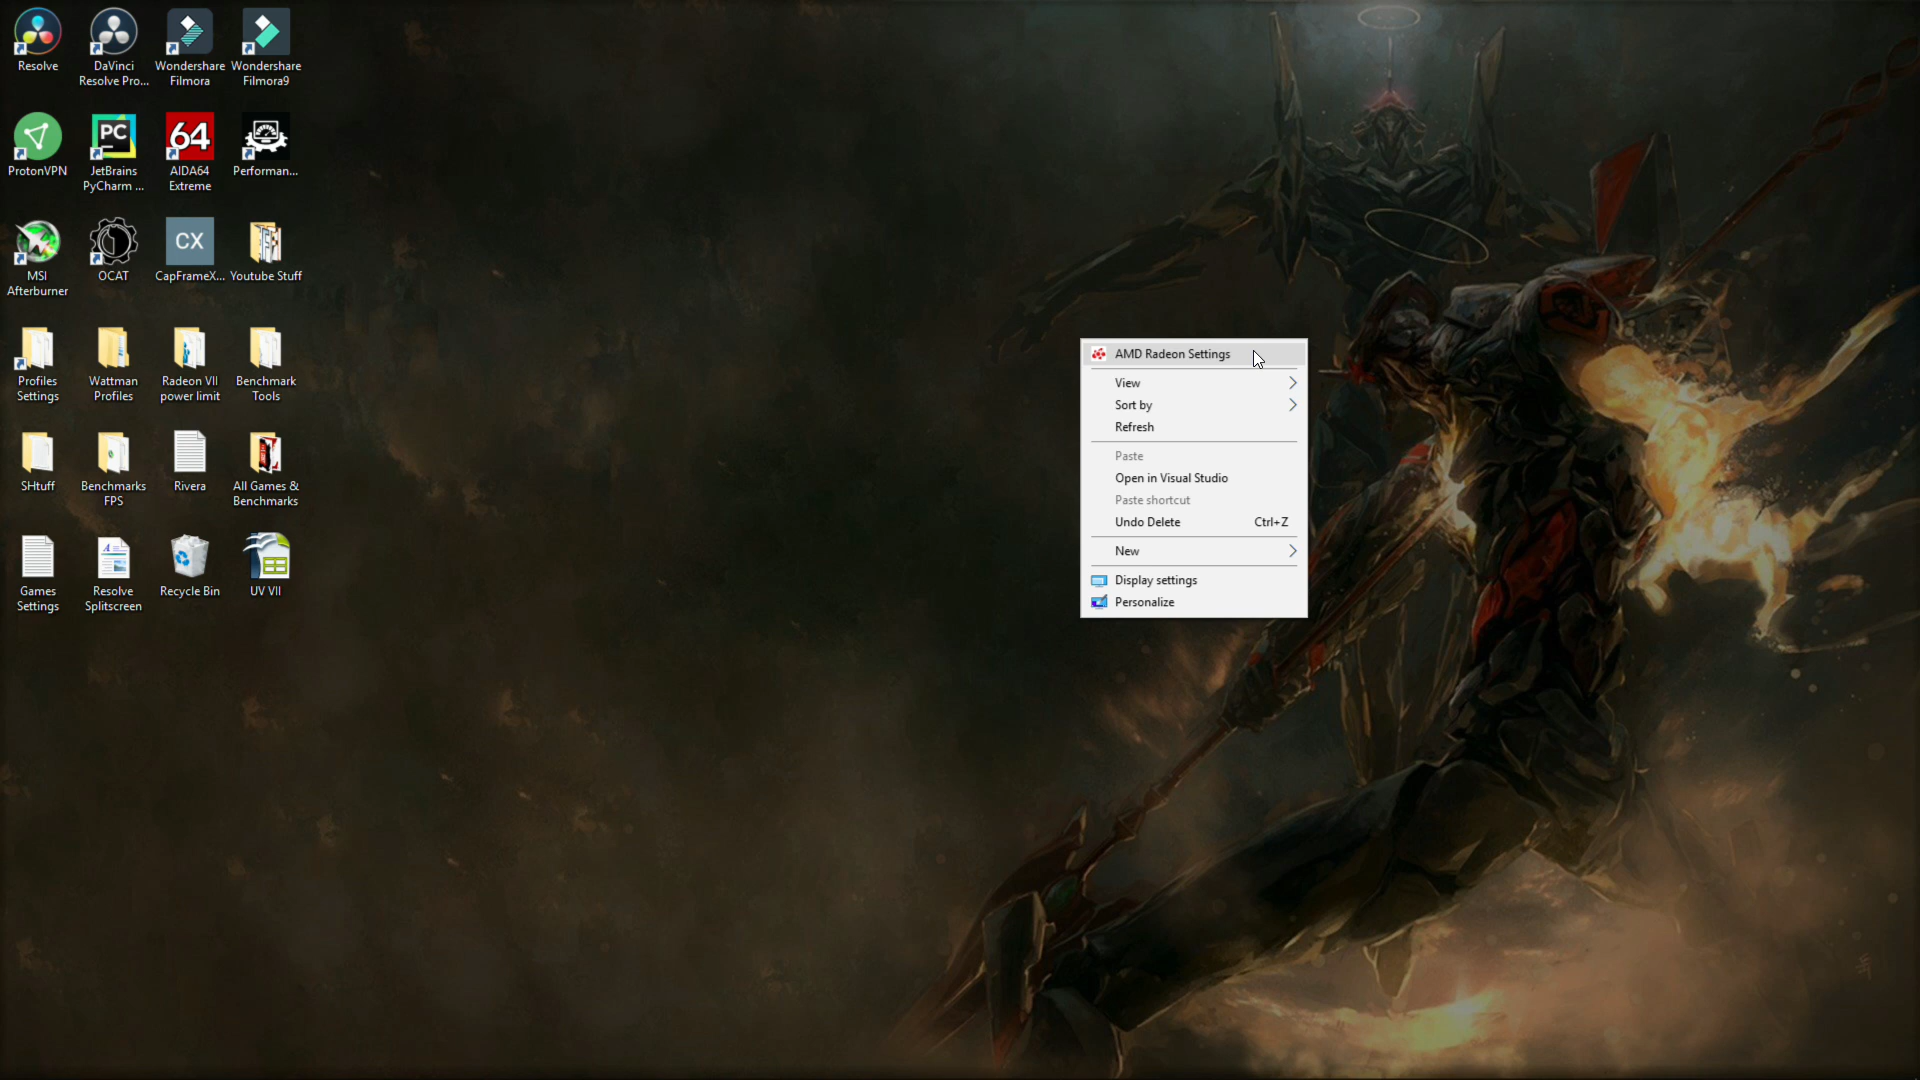 Resolve
DaVinci
Resolve Pro...
Wondershare
Filmora
Wondershare
Filmora9
ProtonVPN
PC
JetBrains
PyCharm ...
64
AIDA64
Extreme
Performan...
MSI
Afterburner
OCAT
CX
CapFrameX...
Youtube Stuff
Profiles
Settings
Wattman
Profiles
Radeon VII
power limit
Benchmark
Tools
SHtuff
Benchmarks
FPS
Rivera
All Games &
Benchmarks
Games
Settings
Resolve
Splitscreen
Recycle Bin
UV VII
AMD Radeon Settings
View
Sort by
Refresh
Paste
Open in Visual Studio
Paste shortcut
Undo Delete Ctrl+Z
New
Display settings
Personalize